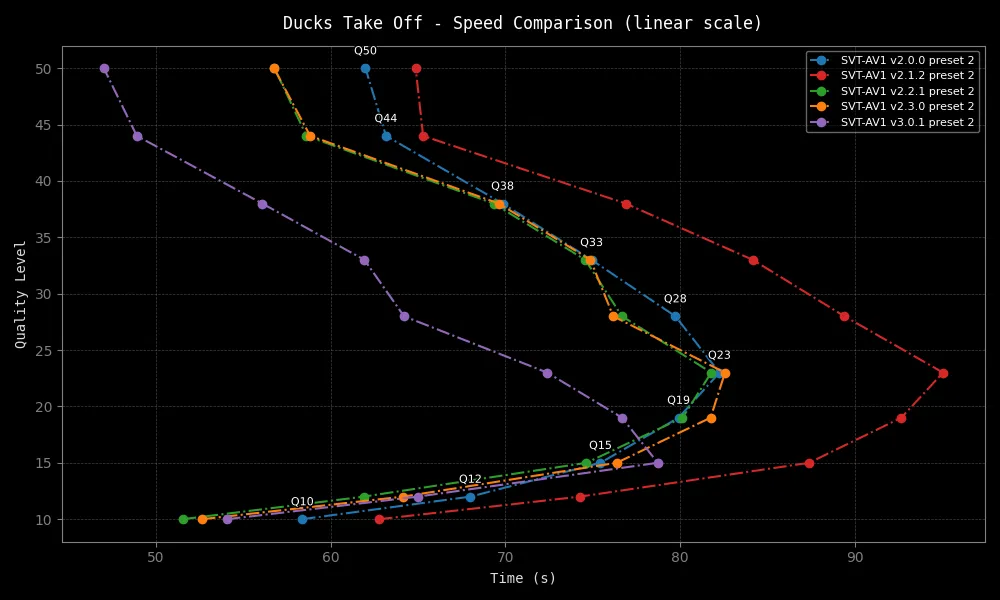 Ducks Take Off - Speed Comparison (linear scale)
SVT-AV1 v2.0.0 preset 2
SVT-AV1 v2.1.2 preset 2
SVT-AV1 v2.2.1 preset 2
SVT-AV1 v2.3.0 preset 2
SVT-AV1 v3.0.1 preset 2
Quality Level
50
45
40
35
30
25
20
15
10
Q50
Q44
Q38
Q33
Q28
Q23
Q19
Q15
Q12
Q10
50
60
70
80
90
Time (s)